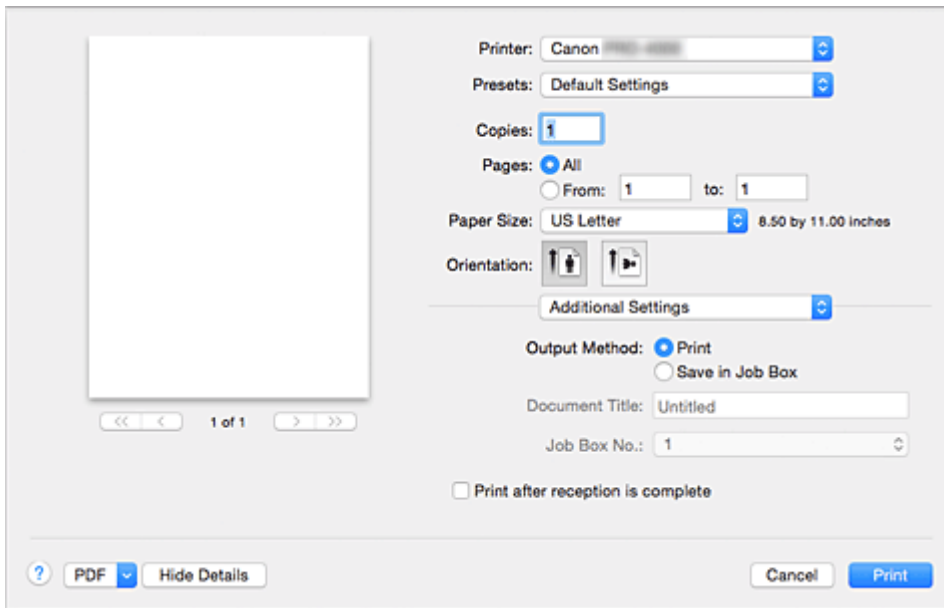 Printer: Canon
Presets: Default Settings
Copies: 1
Pages: All
From: 1 to: 1
Paper Size: US Letter 8.50 by 11.00 inches
Orientation:
Additional Settings
Output Method: Print
Save in Job Box
Document Title: Untitled
<< < 1 of 1 > >>
Job Box No.: 1
Print after reception is complete
? PDF Hide Details Cancel Print